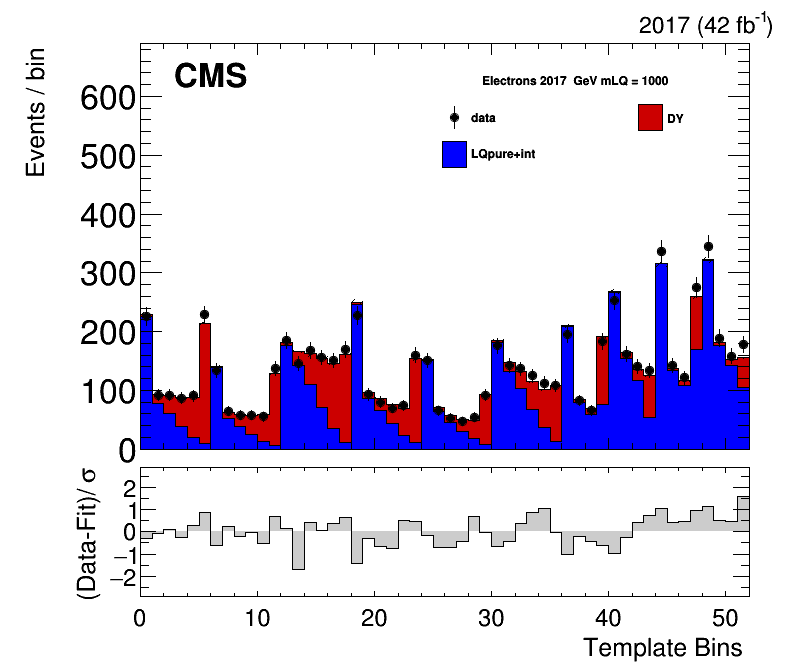 2017 (42 fb-1)
CMS
Electrons 2017 GeV mLQ = 1000
data
DY
LQpure+int
Events / bin
600
500
400
300
200
100
0
(Data-Fit)/ σ
2
1
0
−1
−2
0 10 20 30 40 50
Template Bins